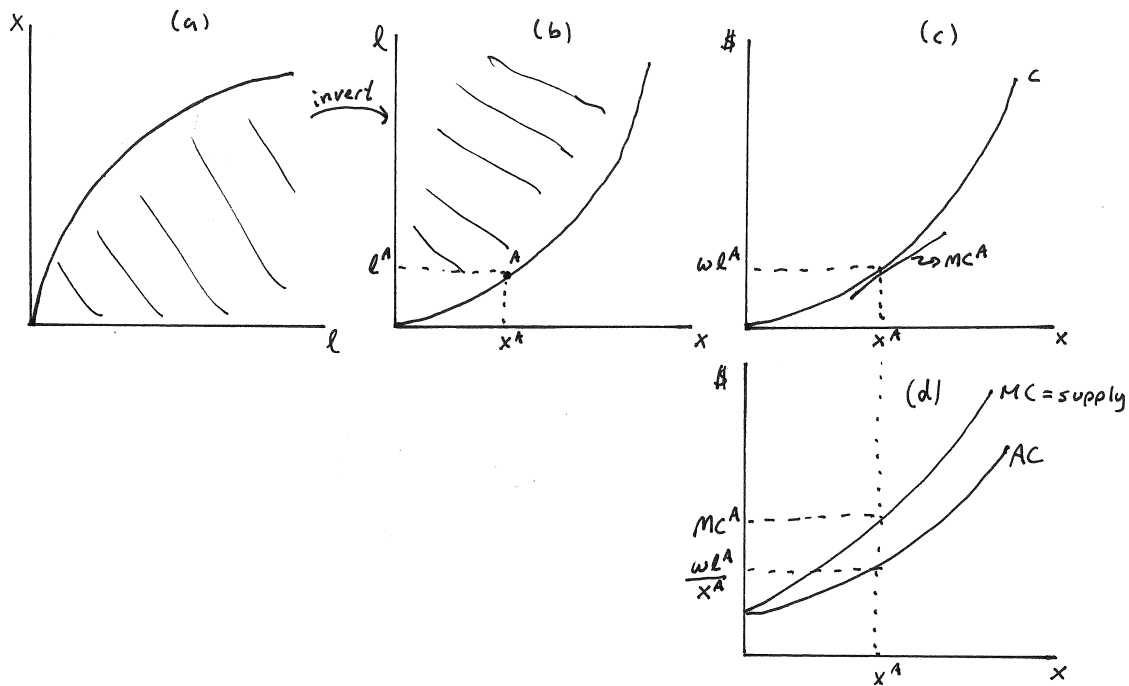 (a)
x
l
invert
(b)
l
A
l^A
x^A
x
(c)
$
c
wl^A
MC^A
x^A
x
(d)
$
MC = supply
AC
MC^A
wl^A
x^A
x^A
x